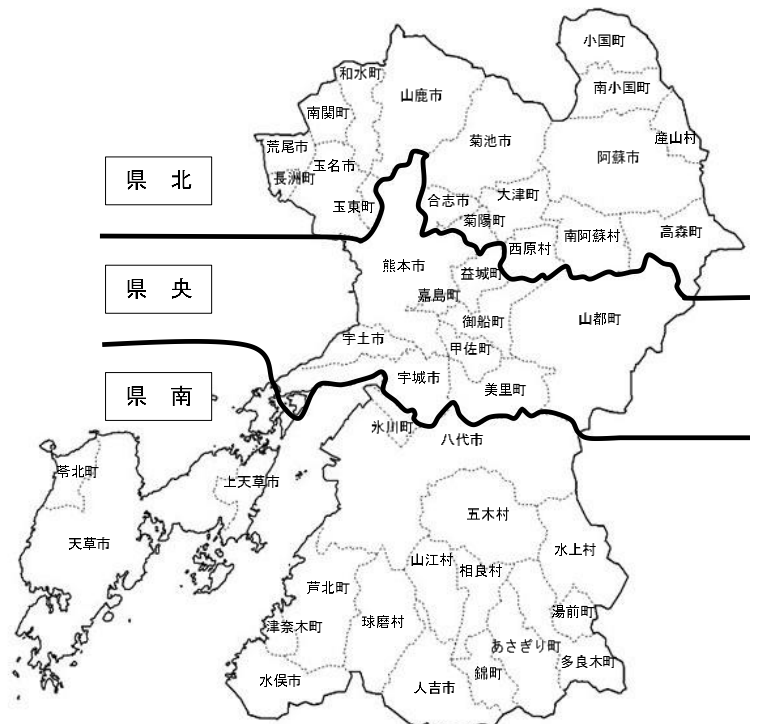 小国町
和水町
南小国町
山鹿市
南関町
産山村
菊池市
荒尾市
阿蘇市
玉名市
長洲町
県 北
大津町
合志市
玉東町
菊陽町
高森町
南阿蘇村
西原村
熊本市
益城町
県 央
嘉島町
御船町
山都町
宇土市
甲佐町
宇城市
美里町
県 南
氷川町
八代市
苓北町
上天草市
五木村
天草市
水上村
山江村
相良村
芦北町
湯前町
球磨村
津奈木町
あさぎり町
多良木町
錦町
水俣市
人吉市